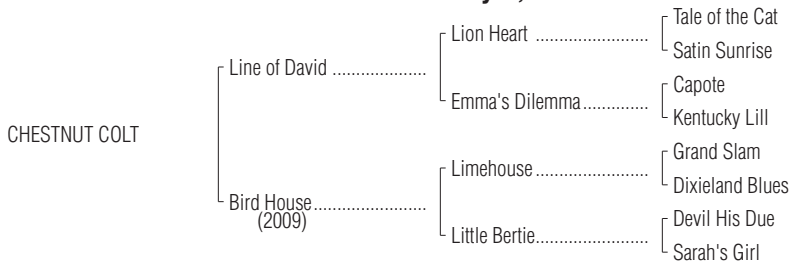 Tale of the Cat
Lion Heart ......................
Satin Sunrise
Line of David ....................
Capote
Emma's Dilemma.............
Kentucky Lill
CHESTNUT COLT
Grand Slam
Limehouse ......................
Dixieland Blues
Bird House.......................
(2009)
Devil His Due
Little Bertie......................
Sarah's Girl